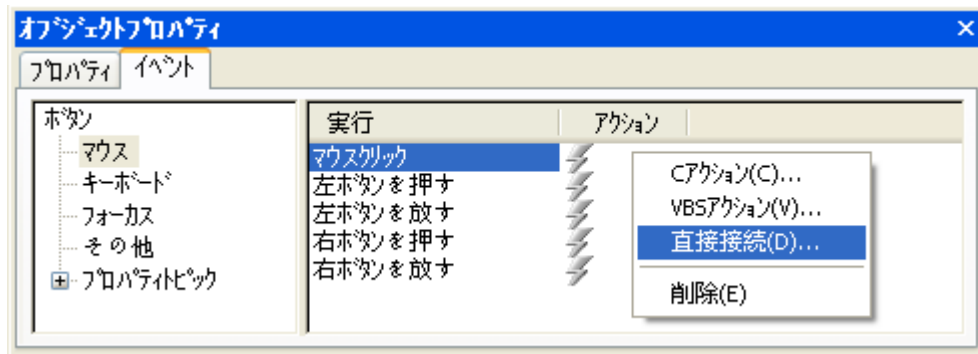 ｵﾌﾞｼﾞｪｸﾄﾌﾟﾛﾊﾟﾃｨ
ﾌﾟﾛﾊﾟﾃｨ ｲﾍﾞﾝﾄ
ﾎﾞﾀﾝ
マウス
ｷｰﾎﾞｰﾄﾞ
フォーカス
その他
ﾌﾟﾛﾊﾟﾃｨﾄﾋﾟｯｸ
実行 ｱｸｼｮﾝ
ﾏｳｽｸﾘｯｸ
左ﾎﾞﾀﾝを押す
左ﾎﾞﾀﾝを放す
右ﾎﾞﾀﾝを押す
右ﾎﾞﾀﾝを放す
Cｱｸｼｮﾝ(C)...
VBSｱｸｼｮﾝ(V)...
直接接続(D)...
削除(E)